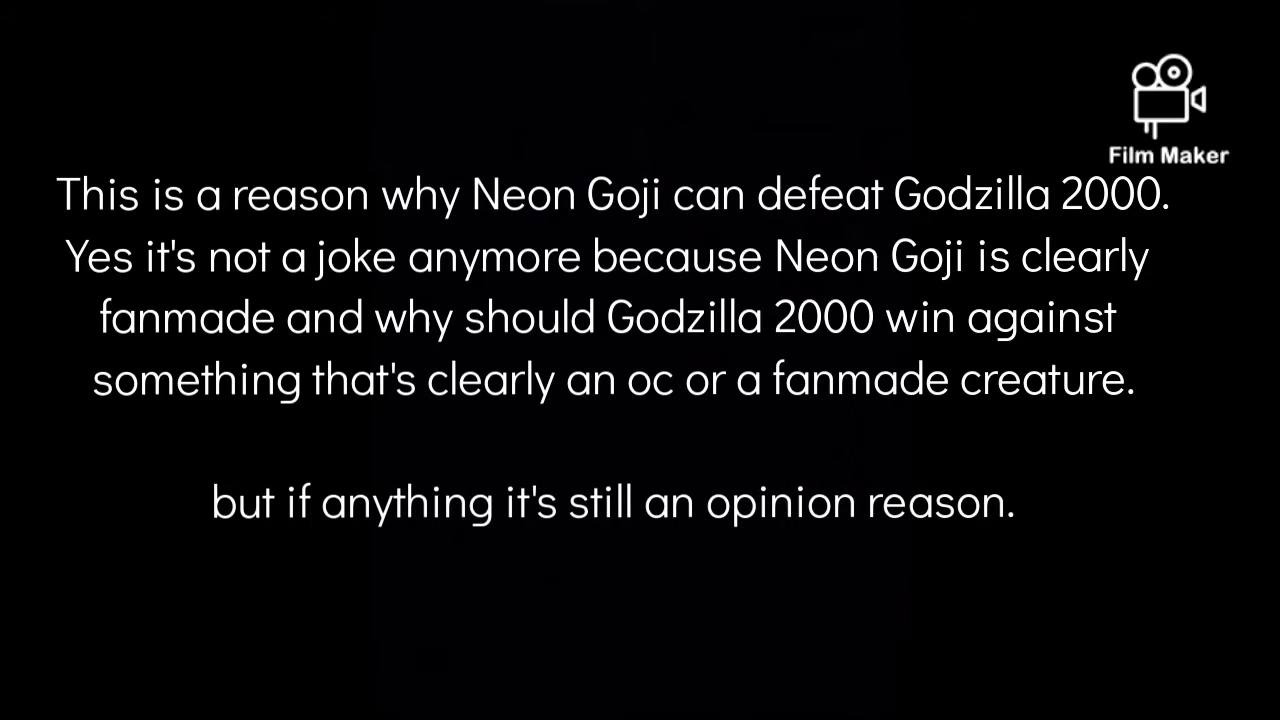 Film Maker
This is a reason why Neon Goji can defeat Godzilla 2000.
Yes it's not a joke anymore because Neon Goji is clearly
fanmade and why should Godzilla 2000 win against
something that's clearly an oc or a fanmade creature.
but if anything it's still an opinion reason.